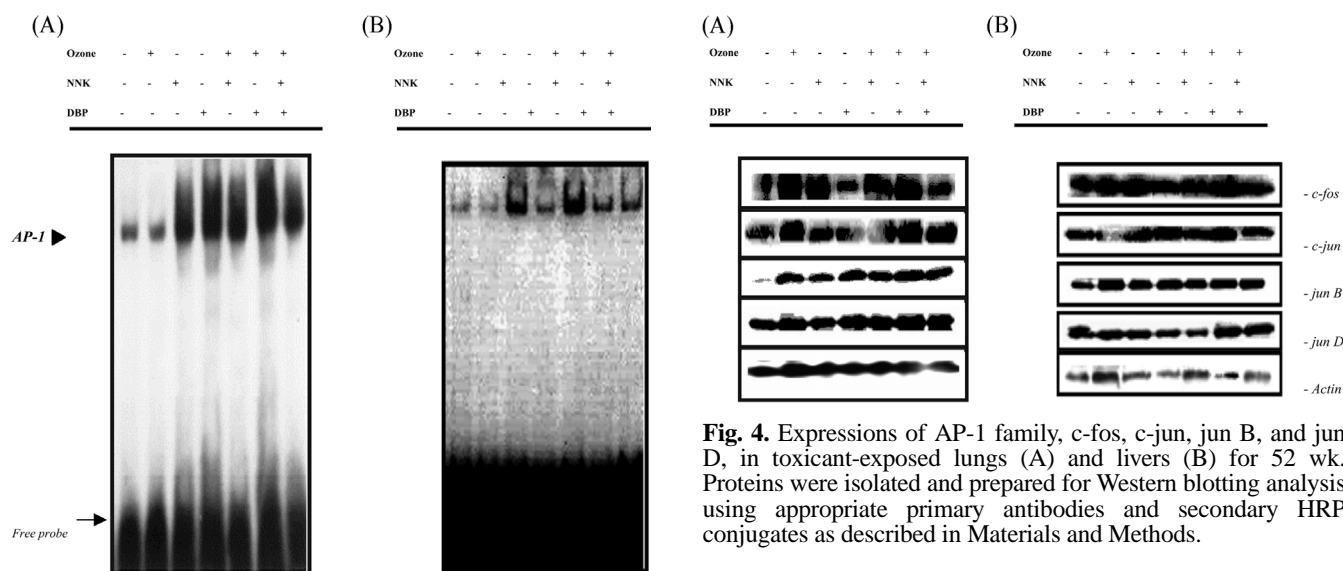 (A)
Ozone - + - - + + +
NNK - - + - + - +
DBP - - - + - + +
AP-1
Free probe
(B)
Ozone - + - - + + +
NNK - - + - + - +
DBP - - - + - + +
(A)
Ozone - + - - + + +
NNK - - + - + - +
DBP - - - + - + +
(B)
Ozone - + - - + + +
NNK - - + - + - +
DBP - - - + - + +
- c-fos
- c-jun
- jun B
- jun D
- Actin
Fig. 4. Expressions of AP-1 family, c-fos, c-jun, jun B, and jun
D, in toxicant-exposed lungs (A) and livers (B) for 52 wk.
Proteins were isolated and prepared for Western blotting analysis
using appropriate primary antibodies and secondary HRP
conjugates as described in Materials and Methods.